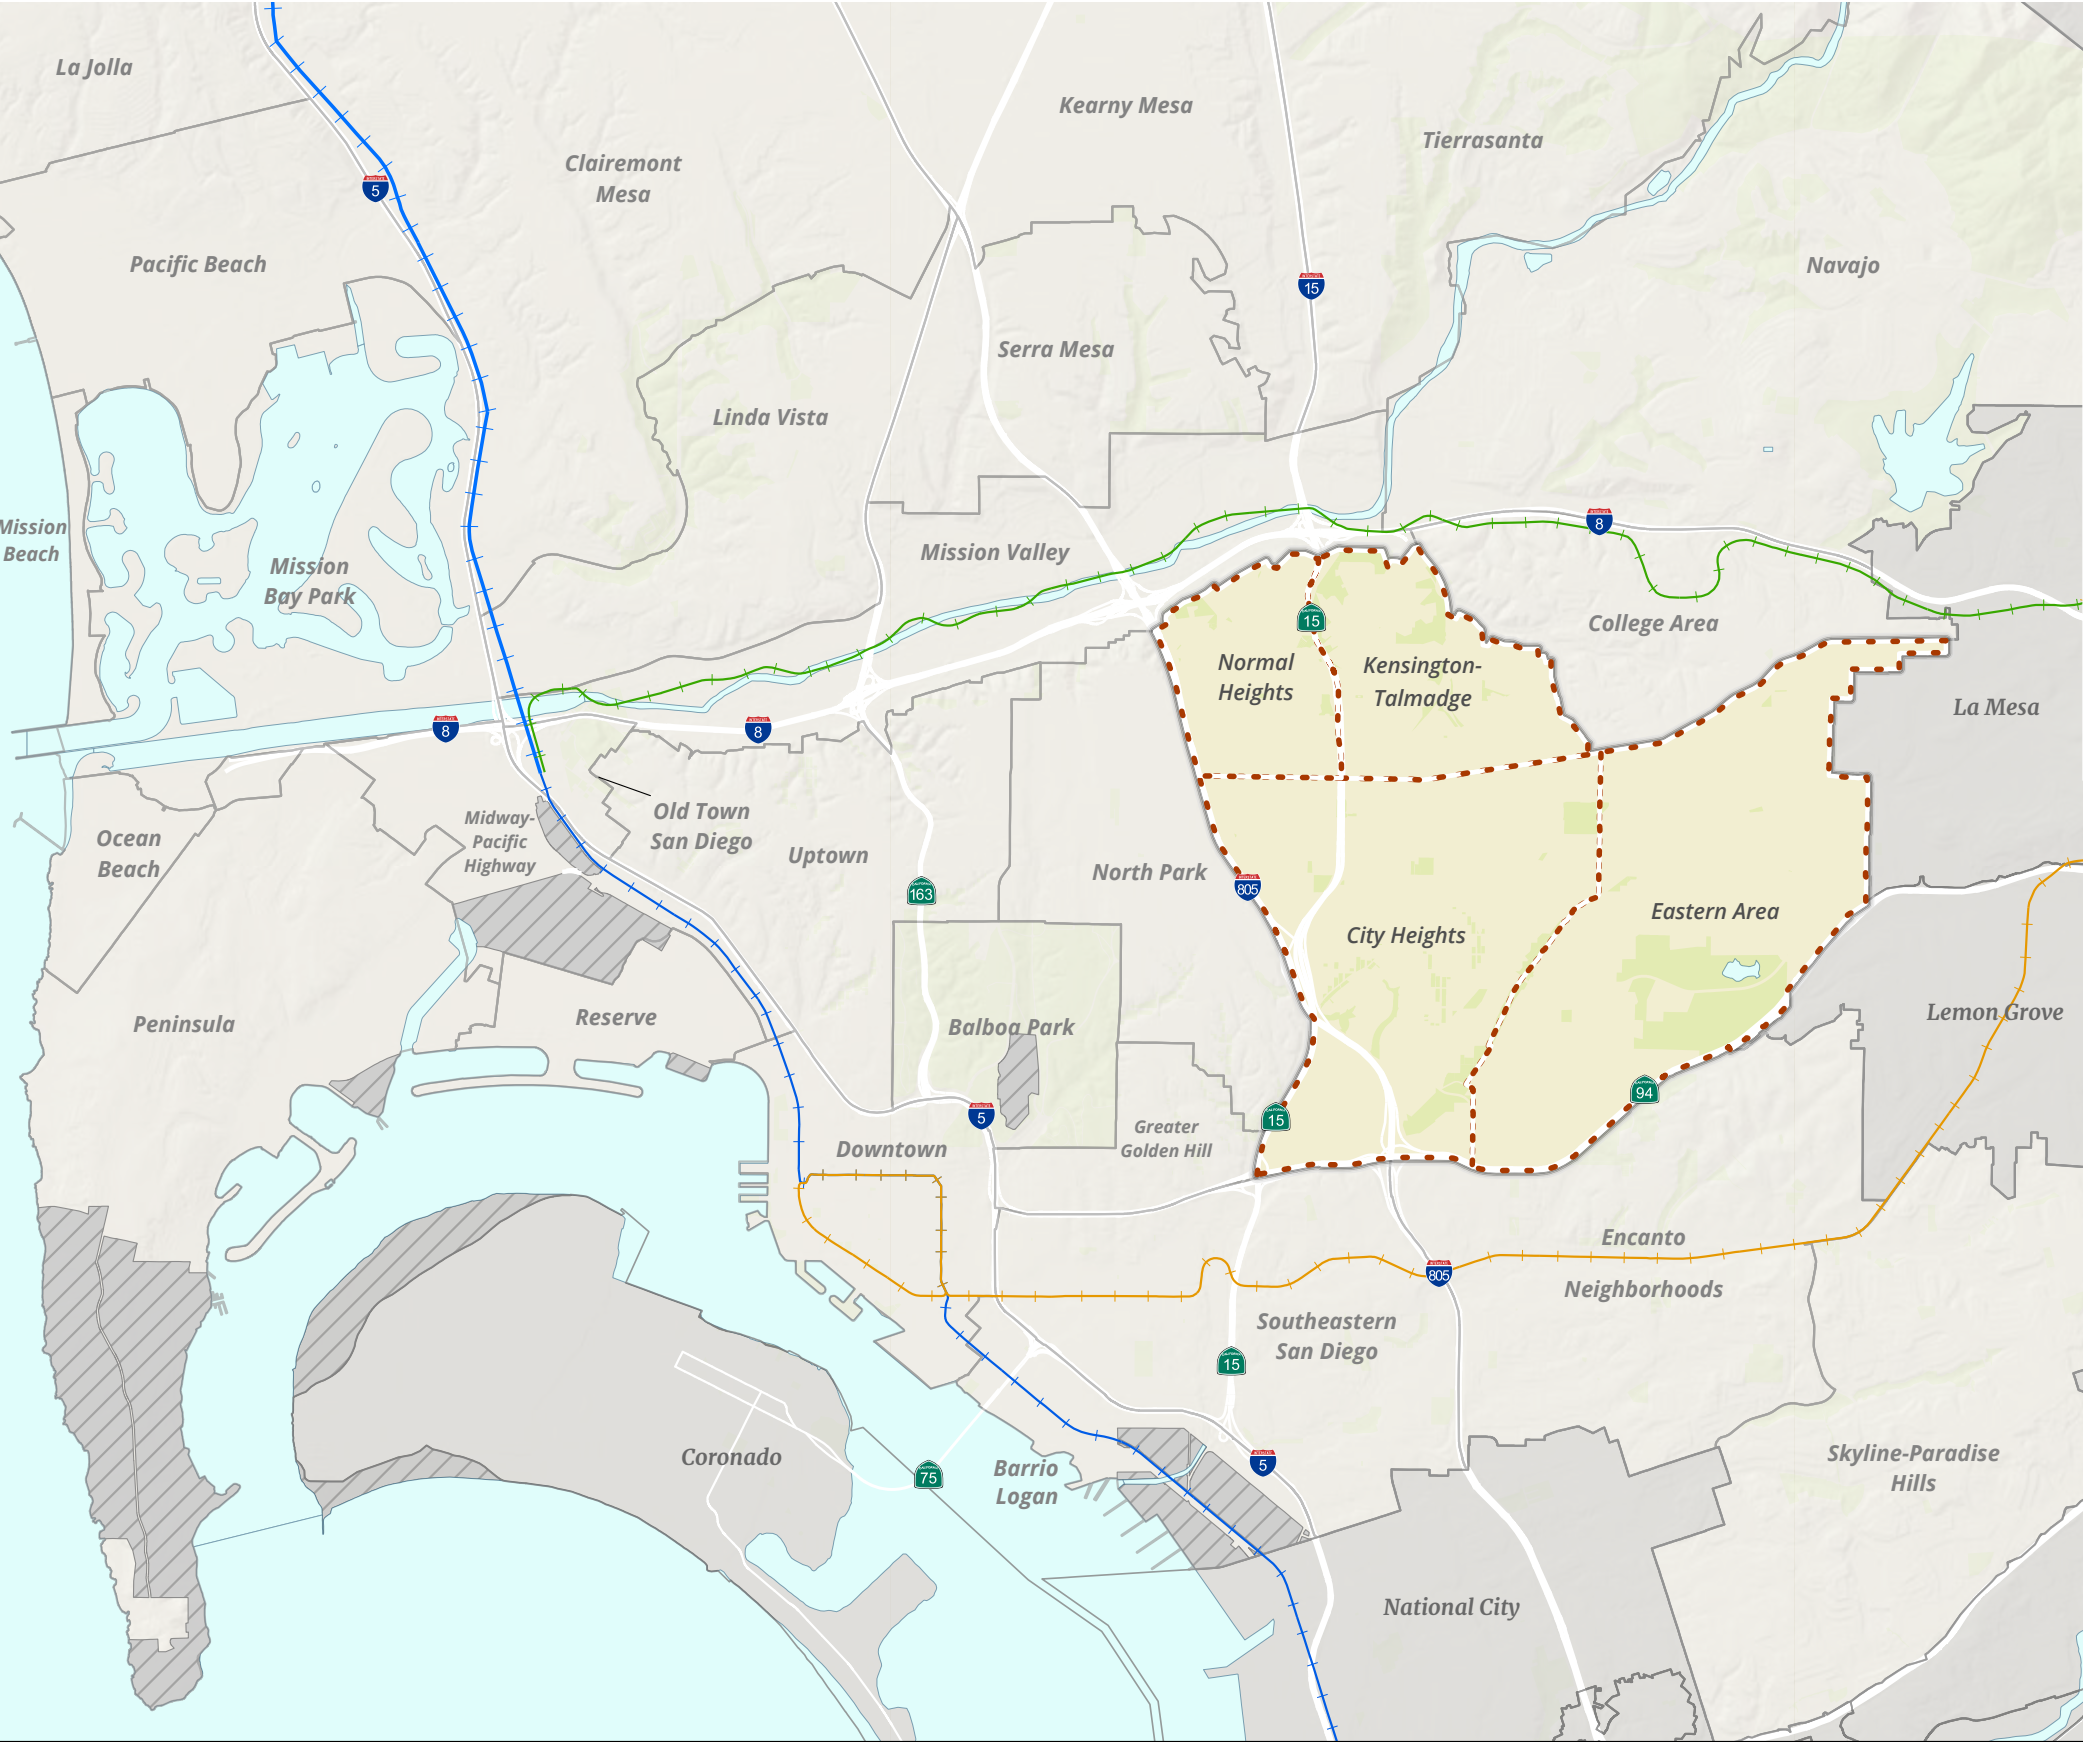 La Jolla
Kearny Mesa
Tierrasanta
Clairemont
Mesa
5
Pacific Beach
Navajo
15
Serra Mesa
Linda Vista
8
Mission
Beach
Mission Valley
Mission
Bay Park
15
College Area
Normal
Heights
Kensington-
Talmadge
La Mesa
8
8
Old Town
San Diego
Midway-
Pacific
Highway
Ocean
Beach
Uptown
North Park
805
163
Eastern Area
City Heights
Peninsula
Reserve
Balboa Park
Lemon Grove
94
5
15
Greater
Golden Hill
Downtown
Encanto
Neighborhoods
805
Southeastern
San Diego
15
Coronado
75
Barrio
Logan
5
Skyline-Paradise
Hills
National City